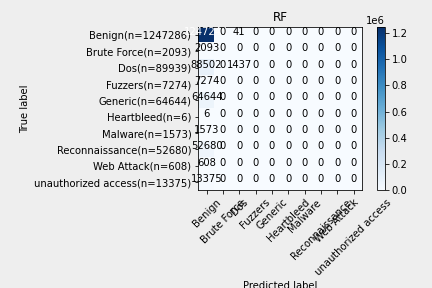 RF
1e6
Benign(n=1247286) 0 41 0 0 0 0 0 0 0
Brute Force(n=2093) 2093 0 0 0 0 0 0 0 0 0
Dos(n=89939) 88502 0 1437 0 0 0 0 0 0 0
Fuzzers(n=7274) 7274 0 0 0 0 0 0 0 0 0
Generic(n=64644) 64644 0 0 0 0 0 0 0 0 0
Heartbleed(n=6) 6 0 0 0 0 0 0 0 0 0
Malware(n=1573) 1573 0 0 0 0 0 0 0 0 0
Reconnaissance(n=52680) 52680 0 0 0 0 0 0 0 0 0
Web Attack(n=608) 608 0 0 0 0 0 0 0 0 0
unauthorized access(n=13375) 13375 0 0 0 0 0 0 0 0 0
True label
Benign
Brute Force
Dos
Fuzzers
Generic
Heartbleed
Malware
Reconnaissance
Web Attack
unauthorized access
Predicted label
1.2
1.0
0.8
0.6
0.4
0.2
0.0